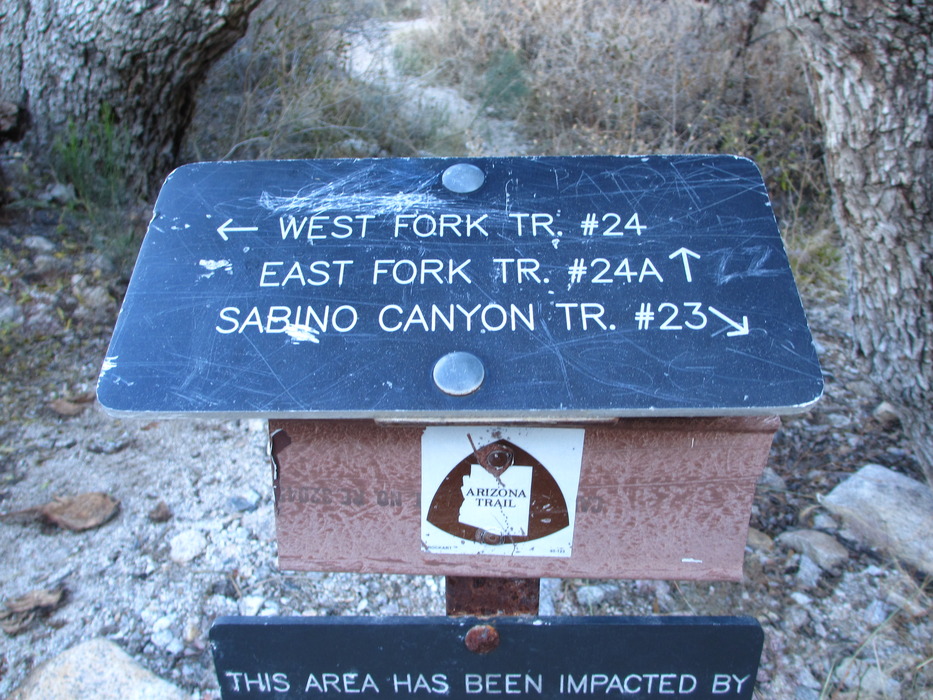 ← WEST FORK TR. #24
EAST FORK TR. #24A ↑
SABINO CANYON TR. #23 ↘
ARIZONA
TRAIL
THIS AREA HAS BEEN IMPACTED BY